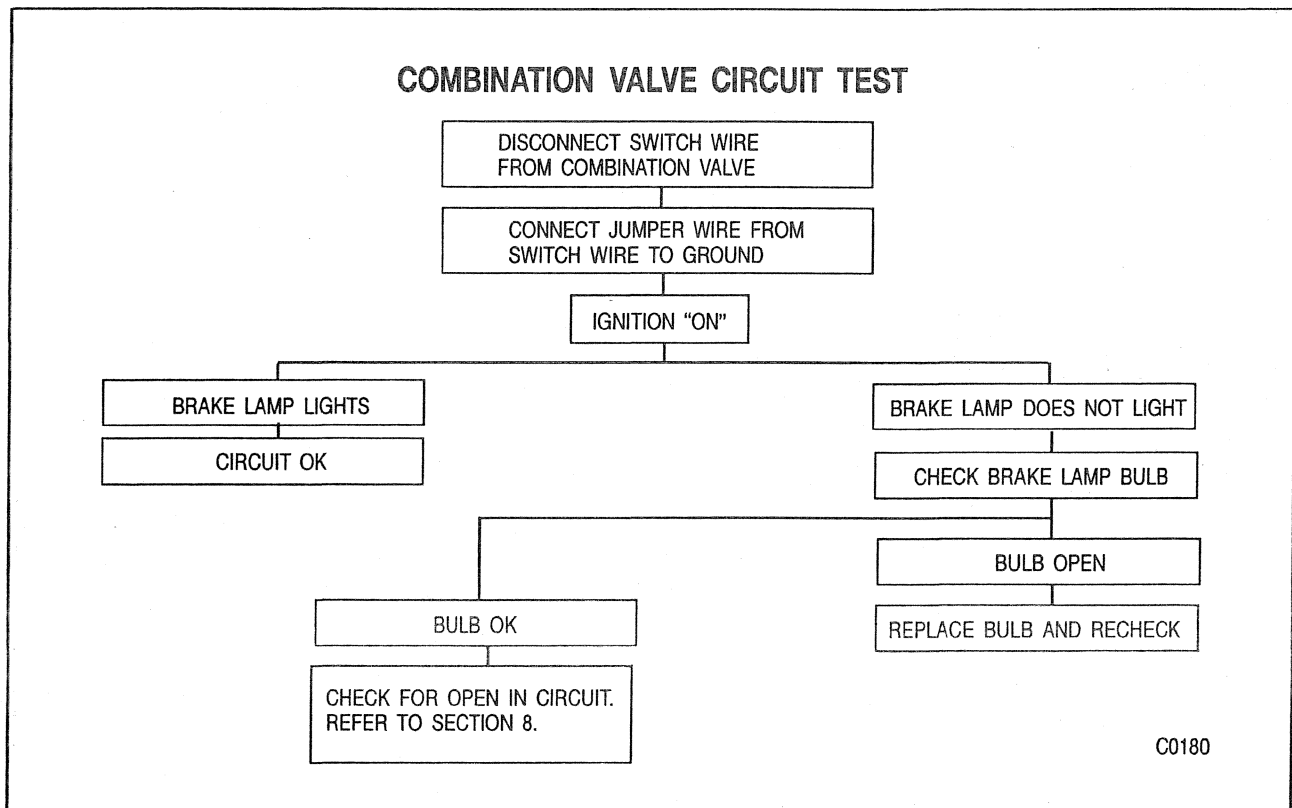 COMBINATION VALVE CIRCUIT TEST
DISCONNECT SWITCH WIRE
FROM COMBINATION VALVE
CONNECT JUMPER WIRE FROM
SWITCH WIRE TO GROUND
IGNITION “ON”
BRAKE LAMP LIGHTS
CIRCUIT OK
BRAKE LAMP DOES NOT LIGHT
CHECK BRAKE LAMP BULB
BULB OPEN
REPLACE BULB AND RECHECK
BULB OK
CHECK FOR OPEN IN CIRCUIT.
REFER TO SECTION 8.
C0180